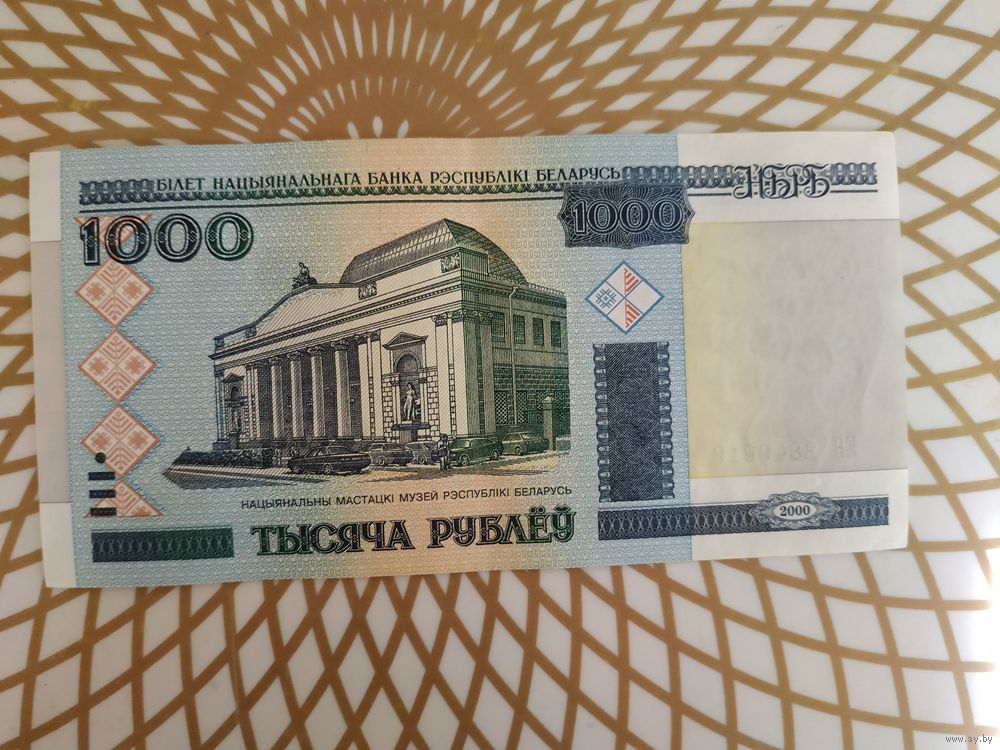 БІЛЕТ НАЦЫЯНАЛЬНАГА БАНКА РЭСПУБЛІКІ БЕЛАРУСЬ
НБРБ
1000
1000
НАЦЫЯНАЛЬНЫ МАСТАЦКІ МУЗЕЙ РЭСПУБЛІКІ БЕЛАРУСЬ
ТЫСЯЧА РУБЛЁЎ
2000
www.ay.by